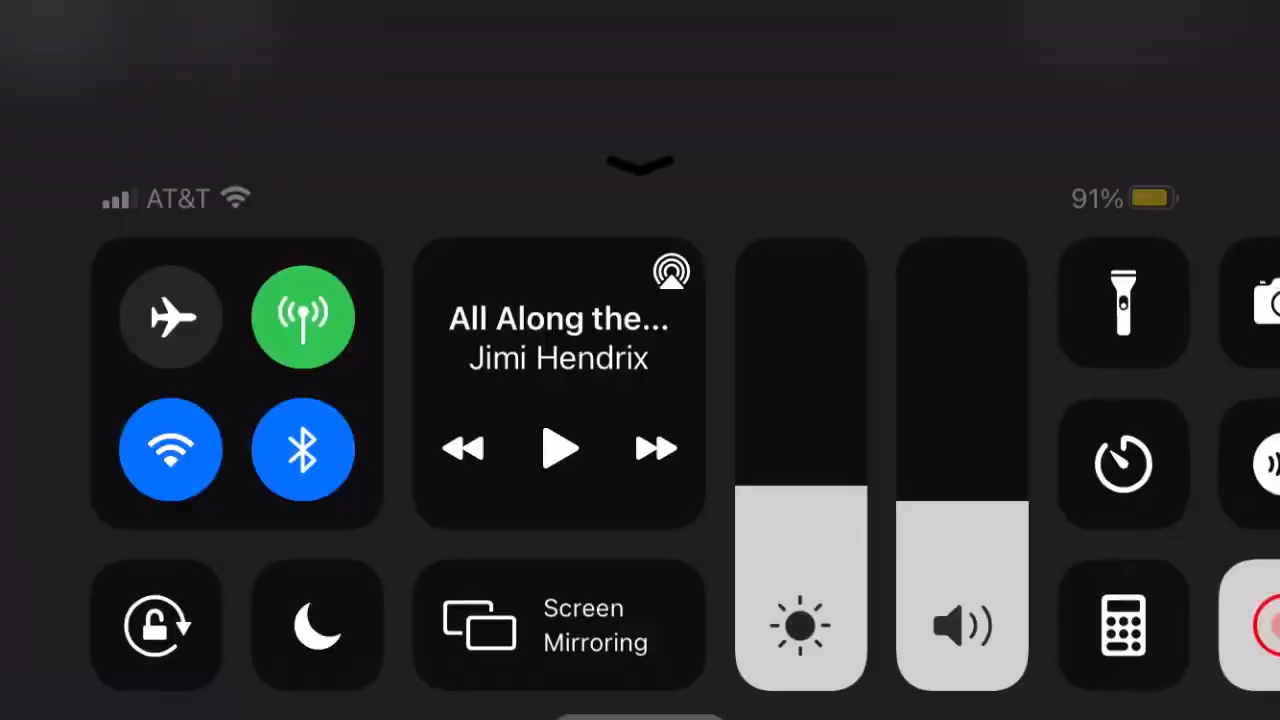 AT&T
91%
All Along the...
Jimi Hendrix
Screen
Mirroring